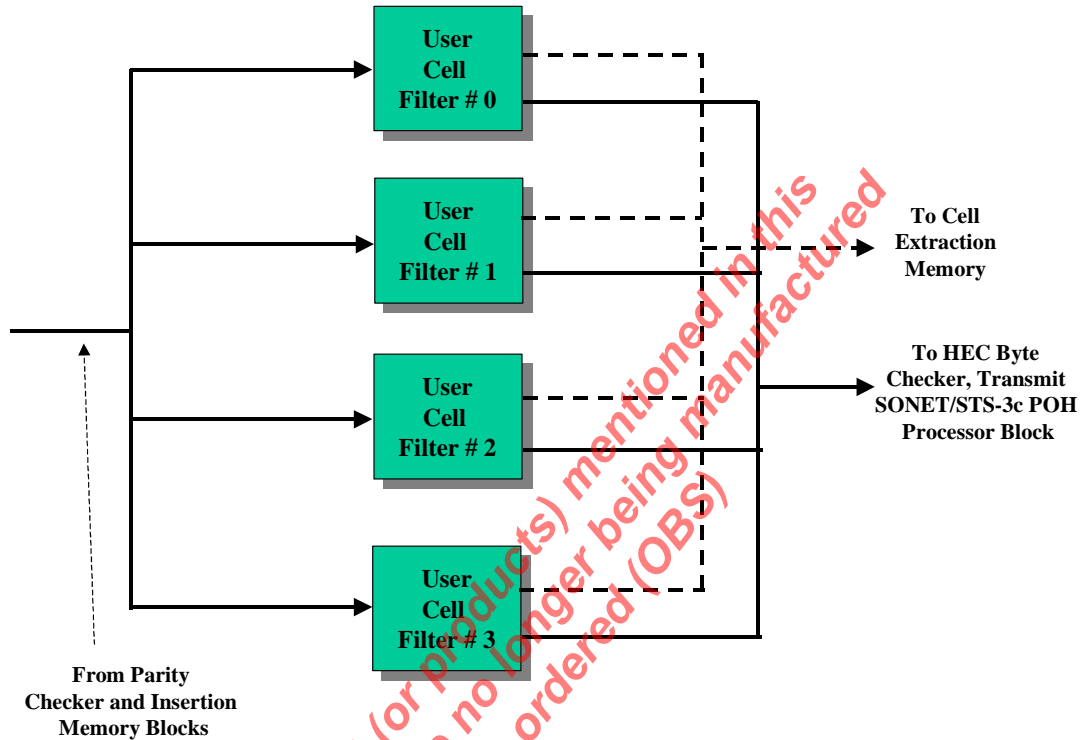 User
Cell
Filter # 0
User
Cell
Filter # 1
User
Cell
Filter # 2
User
Cell
Filter # 3
To Cell
Extraction
Memory
To HEC Byte
Checker, Transmit
SONET/STS-3c POH
Processor Block
From Parity
Checker and Insertion
Memory Blocks
(or products) mentioned in this
no longer being manufactured
ordered (OBS)